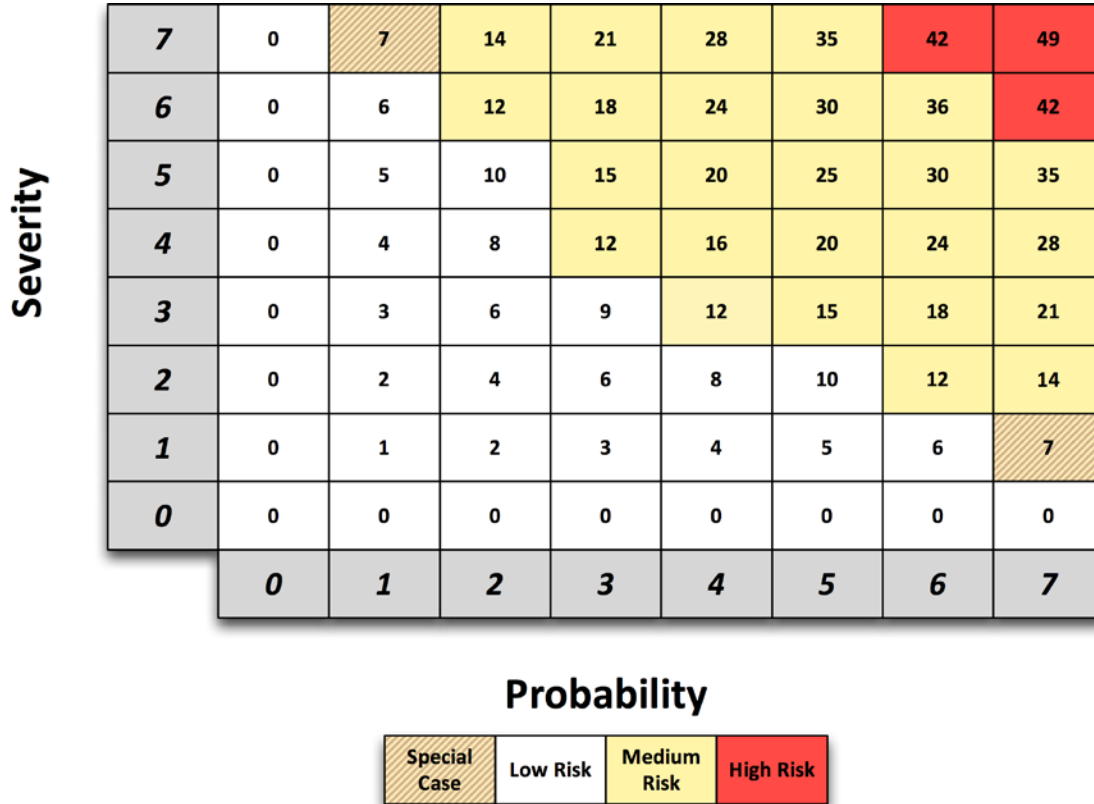 7 0 7 14 21 28 35 42 49
6 0 6 12 18 24 30 36 42
5 0 5 10 15 20 25 30 35
4 0 4 8 12 16 20 24 28
3 0 3 6 9 12 15 18 21
2 0 2 4 6 8 10 12 14
1 0 1 2 3 4 5 6 7
0 0 0 0 0 0 0 0 0
0 1 2 3 4 5 6 7
Severity
Probability
Special
Case
Low Risk
Medium
Risk
High Risk